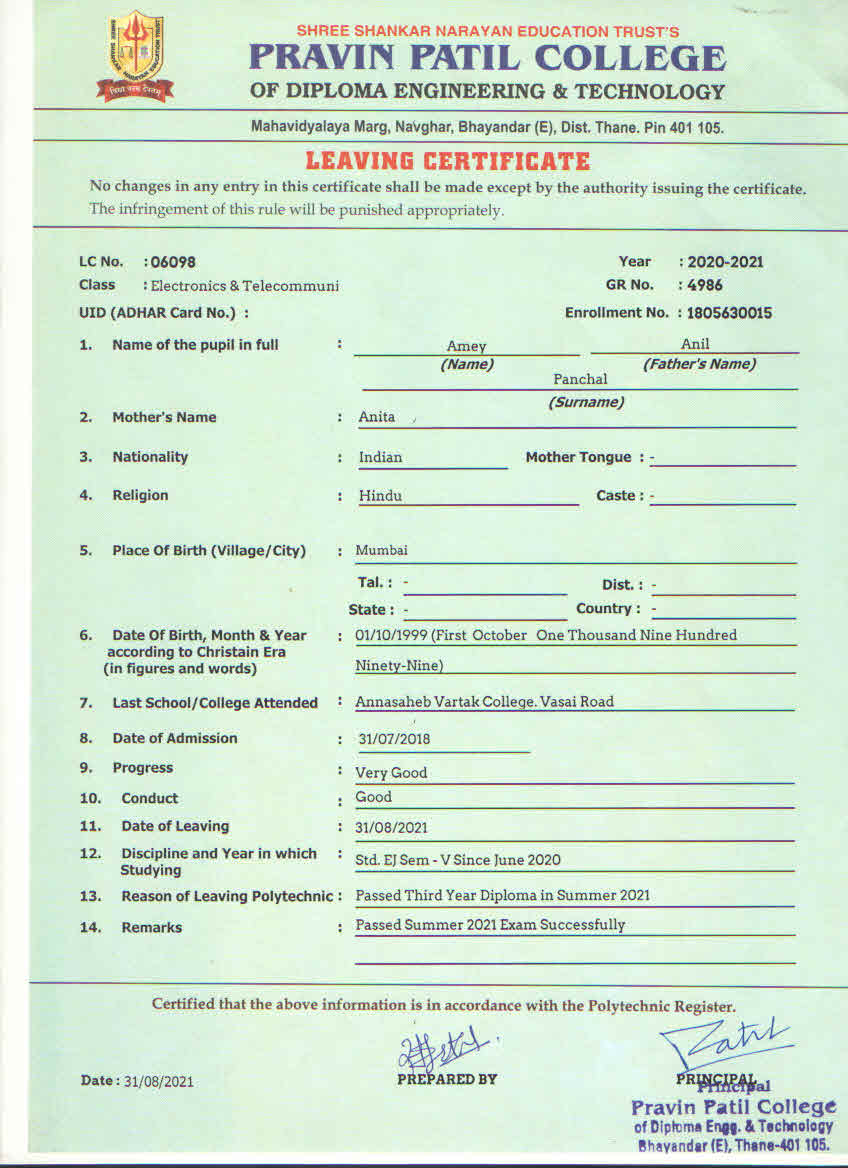 SHREE SHANKAR NARAYAN EDUCATION TRUST'S
PRAVIN PATIL COLLEGE
OF DIPLOMA ENGINEERING & TECHNOLOGY
SHREE SHANKAR NARAYAN EDUCATION TRUST
Mahavidyalaya Marg, Navghar, Bhayandar (E), Dist. Thane. Pin 401 105.
LEAVING CERTIFICATE
No changes in any entry in this certificate shall be made except by the authority issuing the certificate.
The infringement of this rule will be punished appropriately.
LC No. : 06098 Year : 2020-2021
Class : Electronics & Telecommuni GR No. : 4986
UID (ADHAR Card No.) : Enrollment No. : 1805630015
1. Name of the pupil in full : Amey Anil
(Name) (Father's Name)
Panchal
(Surname)
2. Mother's Name : Anita
3. Nationality : Indian Mother Tongue : -
4. Religion : Hindu Caste : -
5. Place Of Birth (Village/City) : Mumbai
Tal. : - Dist. : -
State : - Country : -
6. Date Of Birth, Month & Year : 01/10/1999 (First October One Thousand Nine Hundred
according to Christain Era
(in figures and words) Ninety-Nine)
7. Last School/College Attended : Annasaheb Vartak College. Vasai Road
8. Date of Admission : 31/07/2018
9. Progress : Very Good
10. Conduct : Good
11. Date of Leaving : 31/08/2021
12. Discipline and Year in which : Std. EJ Sem - V Since June 2020
Studying
13. Reason of Leaving Polytechnic : Passed Third Year Diploma in Summer 2021
14. Remarks : Passed Summer 2021 Exam Successfully
Certified that the above information is in accordance with the Polytechnic Register.
Patil
Date : 31/08/2021 PREPARED BY PRINCIPAL
Principal
Pravin Patil College
of Diploma Engg. & Technology
Bhayandar (E), Thane-401 105.